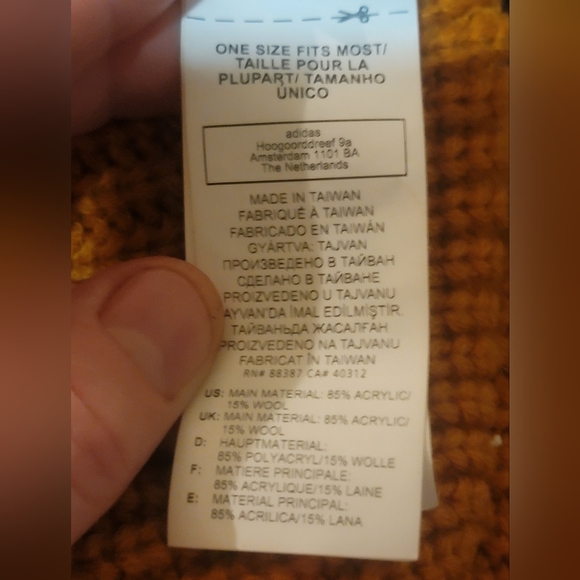 ONE SIZE FITS MOST/
TAILLE POUR LA
PLUPART/ TAMANHO
ÚNICO
adidas
Hoogoorddreef 9a
Amsterdam 1101 BA
The Netherlands
MADE IN TAIWAN
FABRIQUÉ À TAIWAN
FABRICADO EN TAIWÁN
GYÁRTVA: TAJVAN
ПРОИЗВЕДЕНО В ТАЙВАН
СДЕЛАНО В ТАЙВАНЕ
PROIZVEDENO U TAJVANU
AYVAN'DA İMAL EDİLMİŞTİR.
ТАЙВАНЬДА ЖАСАЛҒАН
PROIZVEDENO NA TAJVANU
FABRICAT ÎN TAIWAN
RN# 88387 CA# 40312
US: MAIN MATERIAL: 85% ACRYLIC/
15% WOOL
UK: MAIN MATERIAL: 85% ACRYLIC/
15% WOOL
D: HAUPTMATERIAL:
85% POLYACRYL/15% WOLLE
F: MATIERE PRINCIPALE:
85% ACRYLIQUE/15% LAINE
E: MATERIAL PRINCIPAL:
85% ACRILICA/15% LANA